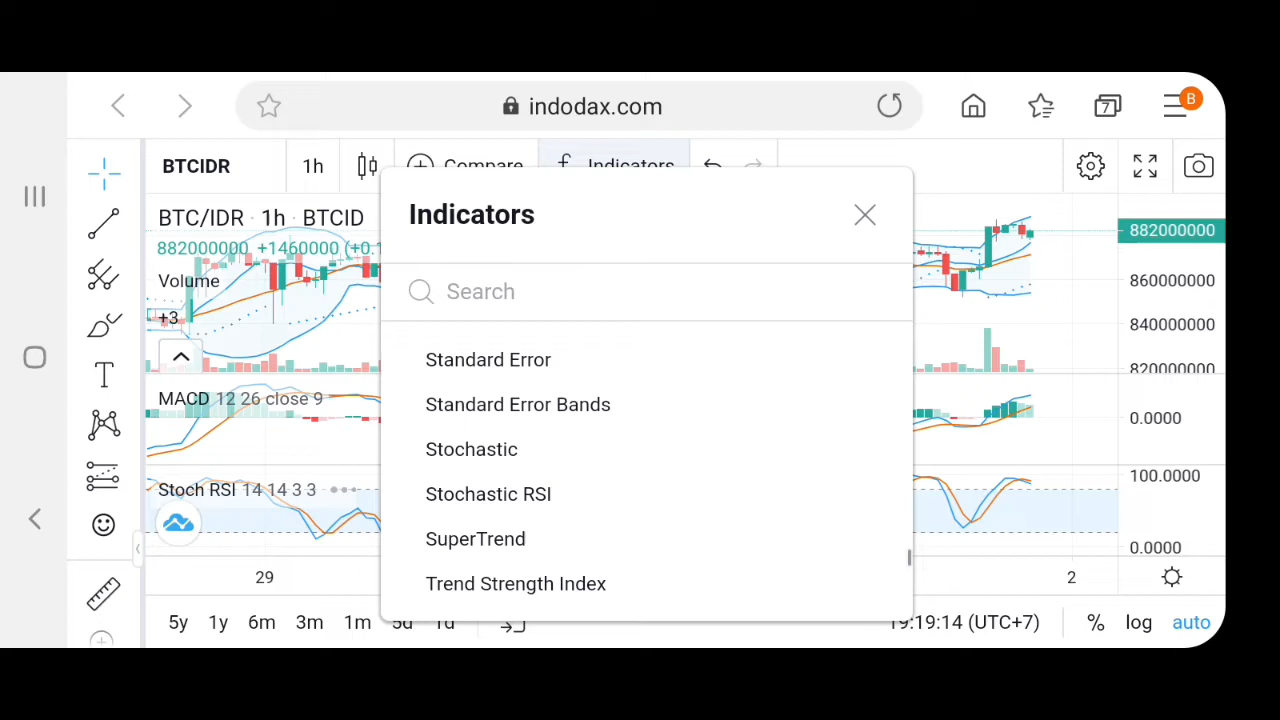 indodax.com
7
B
BTCIDR
1h
Compare
Indicators
BTC/IDR · 1h · BTCID
882000000 +1460000 (+0.1
Volume
+3
MACD 12 26 close 9
Stoch RSI 14 14 3 3
Indicators
Search
Standard Error
Standard Error Bands
Stochastic
Stochastic RSI
SuperTrend
Trend Strength Index
882000000
860000000
840000000
820000000
0.0000
100.0000
0.0000
29
2
5y 1y 6m 3m 1m 5d 1d
19:19:14 (UTC+7)
% log auto